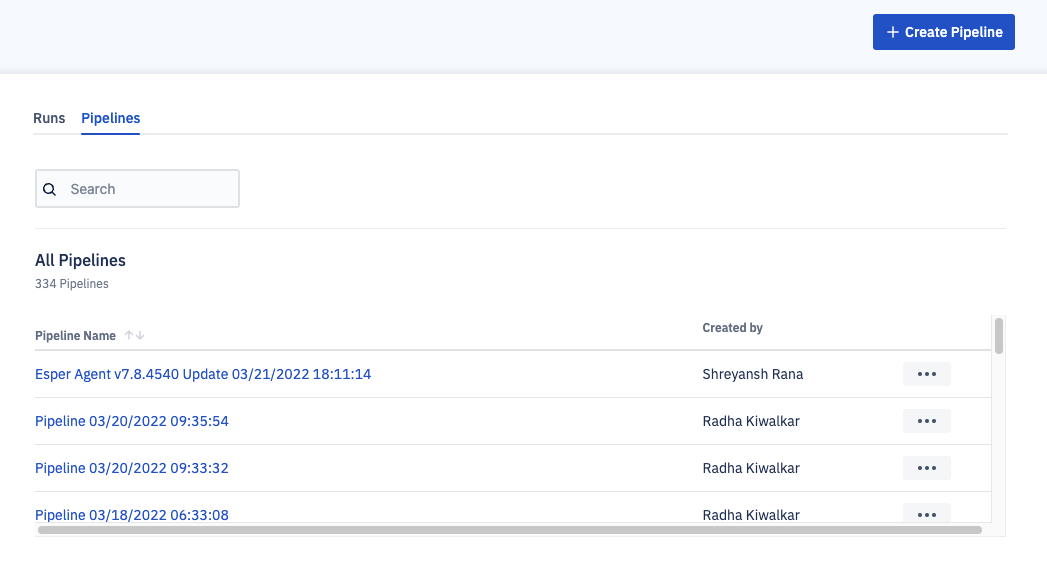 + Create Pipeline
Runs Pipelines
Search
All Pipelines
334 Pipelines
Pipeline Name Created by
Esper Agent v7.8.4540 Update 03/21/2022 18:11:14 Shreyansh Rana
Pipeline 03/20/2022 09:35:54 Radha Kiwalkar
Pipeline 03/20/2022 09:33:32 Radha Kiwalkar
Pipeline 03/18/2022 06:33:08 Radha Kiwalkar